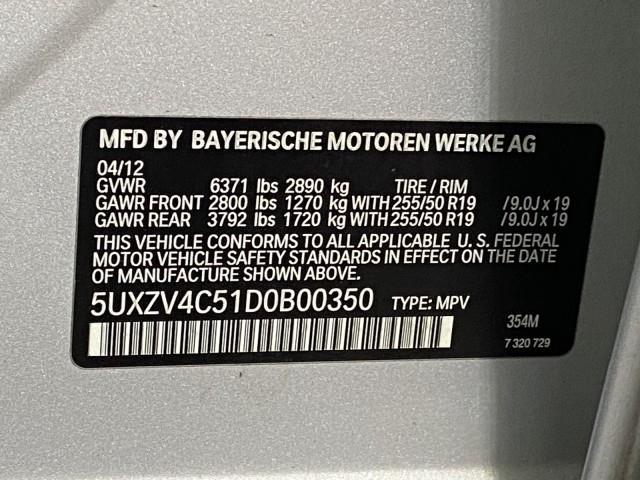 MFD BY BAYERISCHE MOTOREN WERKE AG
04/12
GVWR 6371 lbs 2890 kg TIRE / RIM
GAWR FRONT 2800 lbs 1270 kg WITH 255/50 R19 /9.0J x 19
GAWR REAR 3792 lbs 1720 kg WITH 255/50 R19 /9.0J x 19
THIS VEHICLE CONFORMS TO ALL APPLICABLE U. S. FEDERAL
MOTOR VEHICLE SAFETY STANDARDS IN EFFECT ON THE DATE
OF MANUFACTURE SHOWN ABOVE.
5UXZV4C51D0B00350 TYPE: MPV
354M
7 320 729